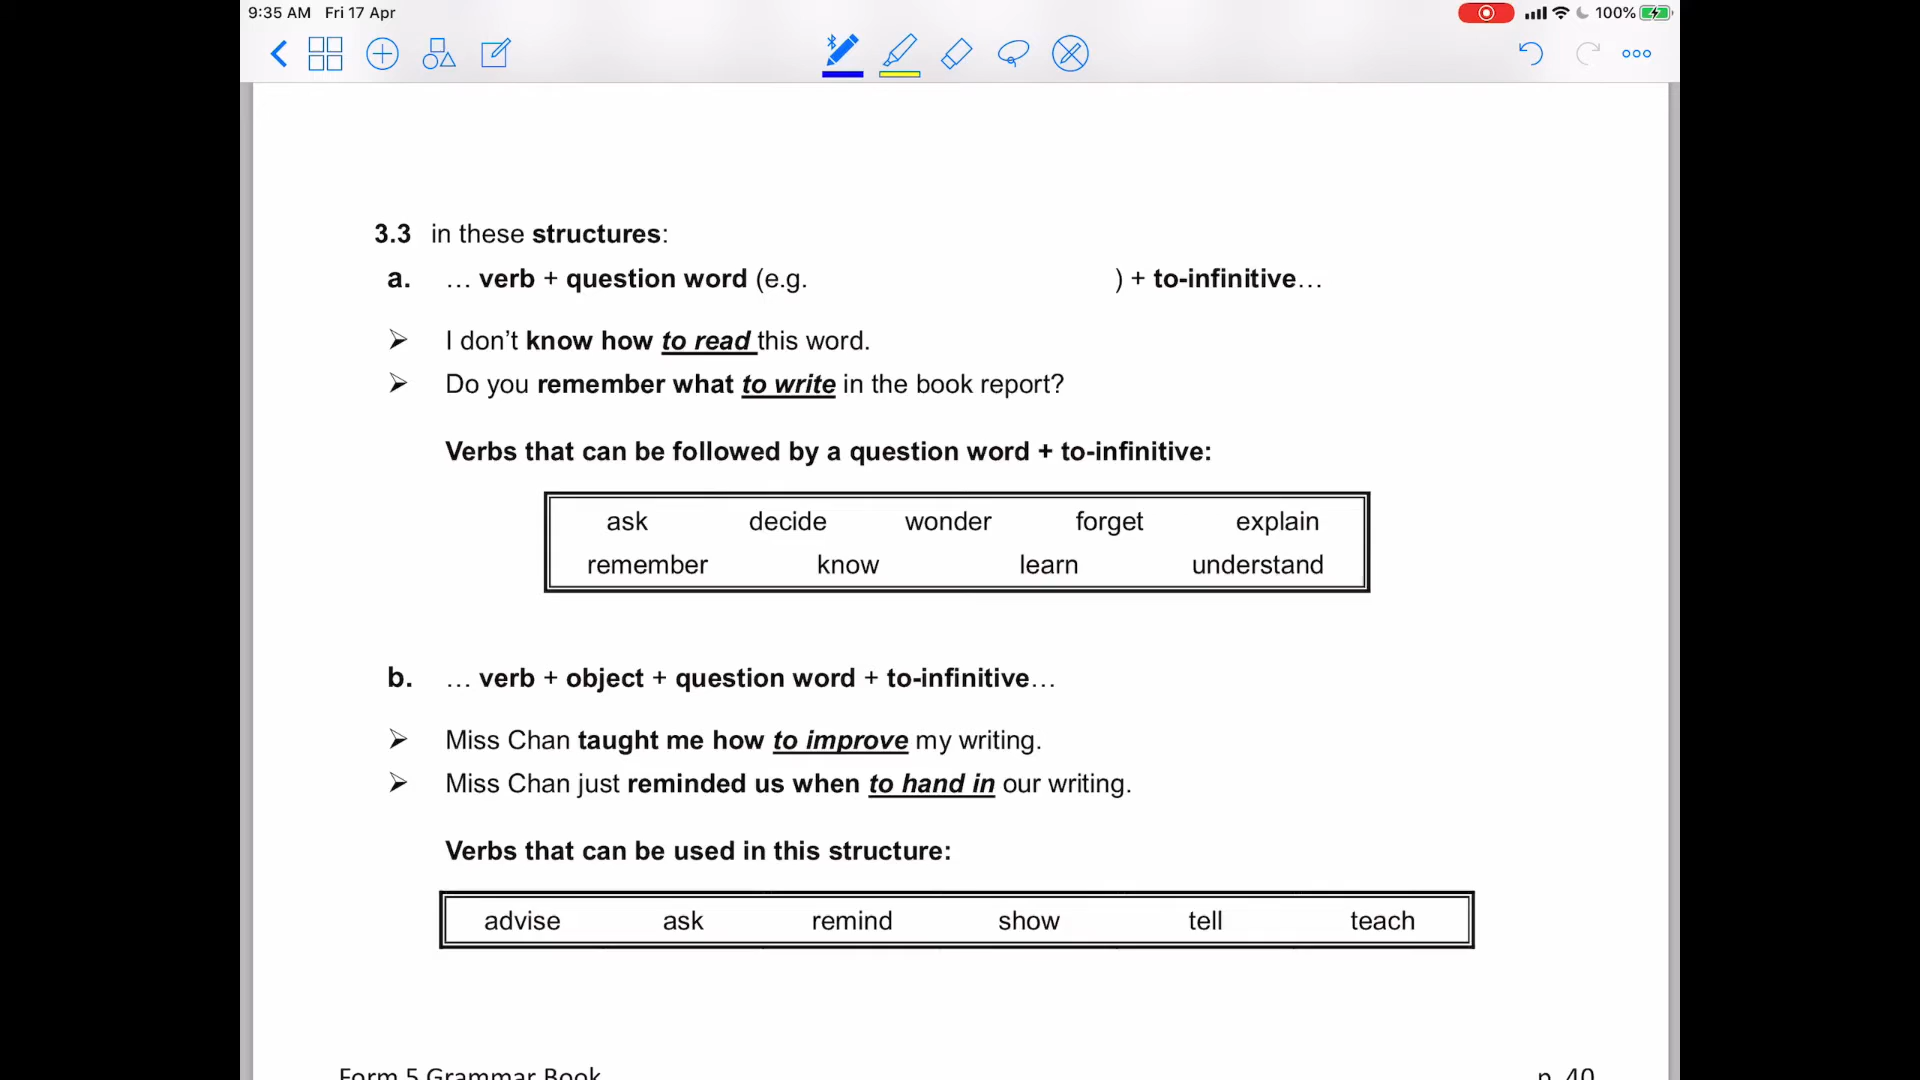 9:35 AM Fri 17 Apr 100%
3.3 in these structures:
a. … verb + question word (e.g. ) + to-infinitive…
➢ I don’t know how to read this word.
➢ Do you remember what to write in the book report?
Verbs that can be followed by a question word + to-infinitive:
ask decide wonder forget explain
remember know learn understand
b. … verb + object + question word + to-infinitive…
➢ Miss Chan taught me how to improve my writing.
➢ Miss Chan just reminded us when to hand in our writing.
Verbs that can be used in this structure:
advise ask remind show tell teach
Form 5 Grammar Book p. 40